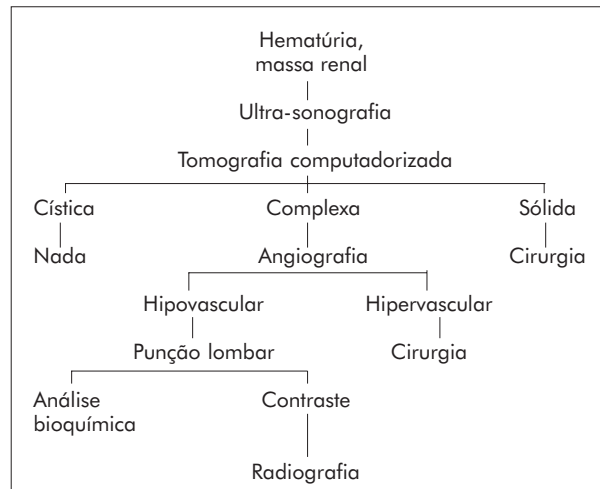 Hematúria,
massa renal
Ultra-sonografia
Tomografia computadorizada
Cística
Complexa
Sólida
Nada
Angiografia
Cirurgia
Hipovascular
Hipervascular
Punção lombar
Cirurgia
Análise
bioquímica
Contraste
Radiografia